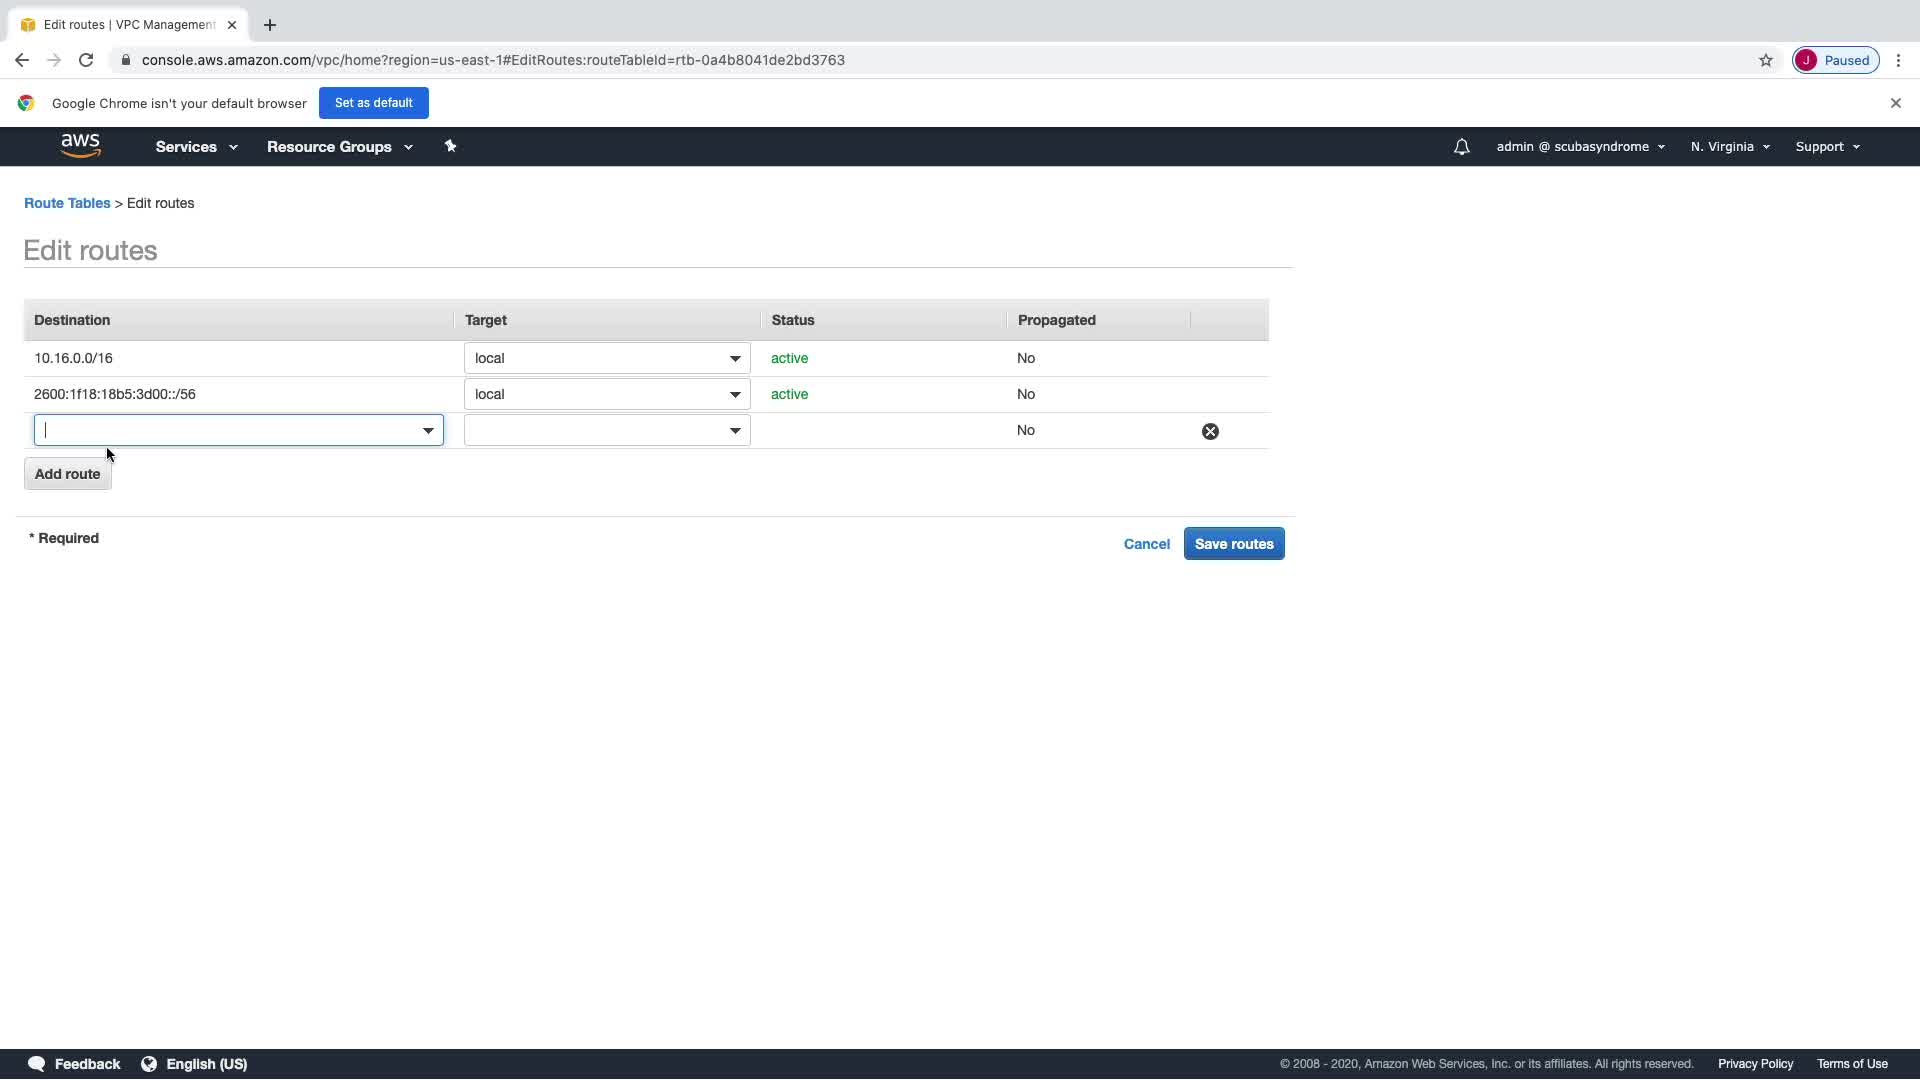 Edit routes | VPC Management
console.aws.amazon.com/vpc/home?region=us-east-1#EditRoutes:routeTableId=rtb-0a4b8041de2bd3763
J Paused
Google Chrome isn't your default browser Set as default
aws Services Resource Groups admin @ scubasyndrome N. Virginia Support
Route Tables > Edit routes
Edit routes
Destination Target Status Propagated
10.16.0.0/16 local active No
2600:1f18:18b5:3d00::/56 local active No
No
Add route
* Required Cancel Save routes
Feedback English (US) © 2008 - 2020, Amazon Web Services, Inc. or its affiliates. All rights reserved. Privacy Policy Terms of Use